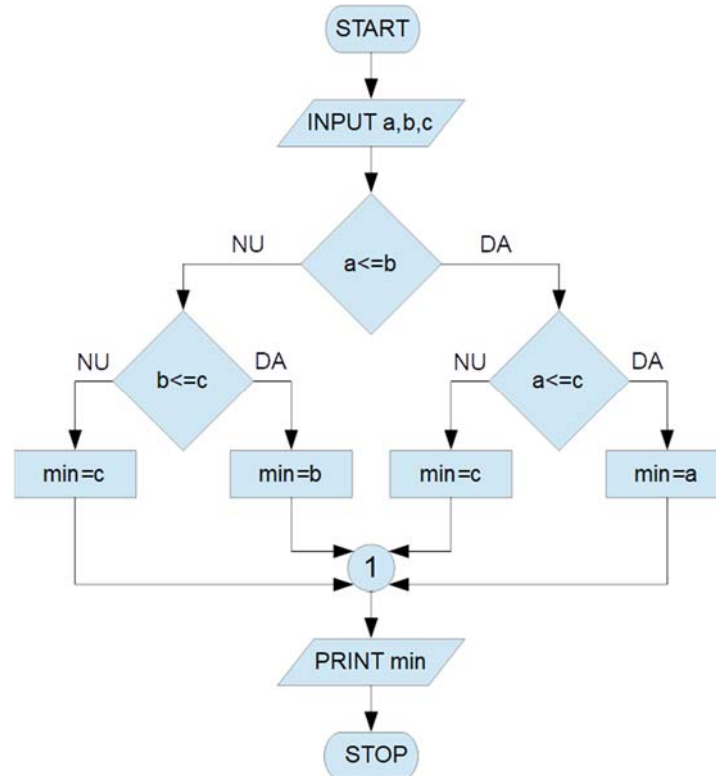 START
INPUT a,b,c
NU
DA
a<=b
NU
DA
NU
DA
b<=c
a<=c
min=c
min=b
min=c
min=a
1
PRINT min
STOP